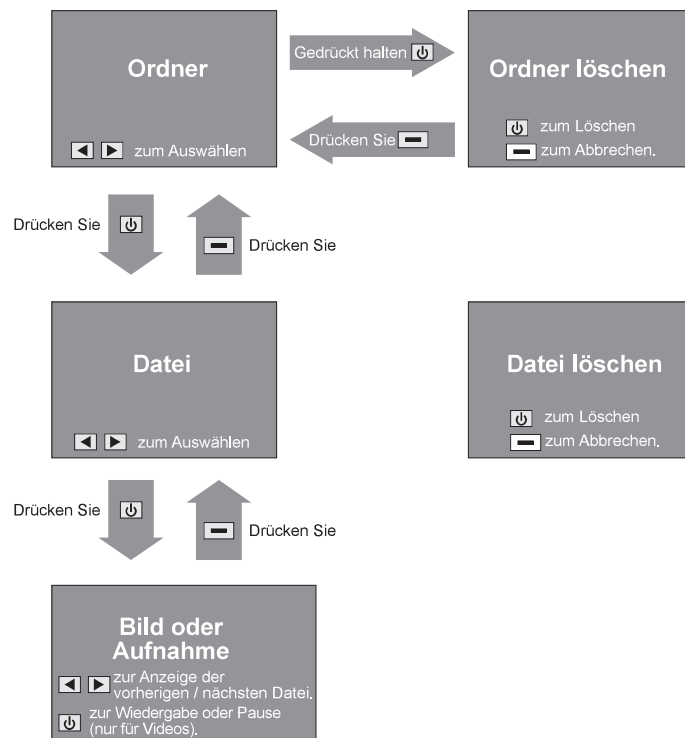 Ordner
zum Auswählen
Gedrückt halten
Drücken Sie
Ordner löschen
zum Löschen
zum Abbrechen.
Drücken Sie
Drücken Sie
Datei
zum Auswählen
Datei löschen
zum Löschen
zum Abbrechen.
Drücken Sie
Drücken Sie
Bild oder
Aufnahme
zur Anzeige der
vorherigen / nächsten Datei.
zur Wiedergabe oder Pause
(nur für Videos).